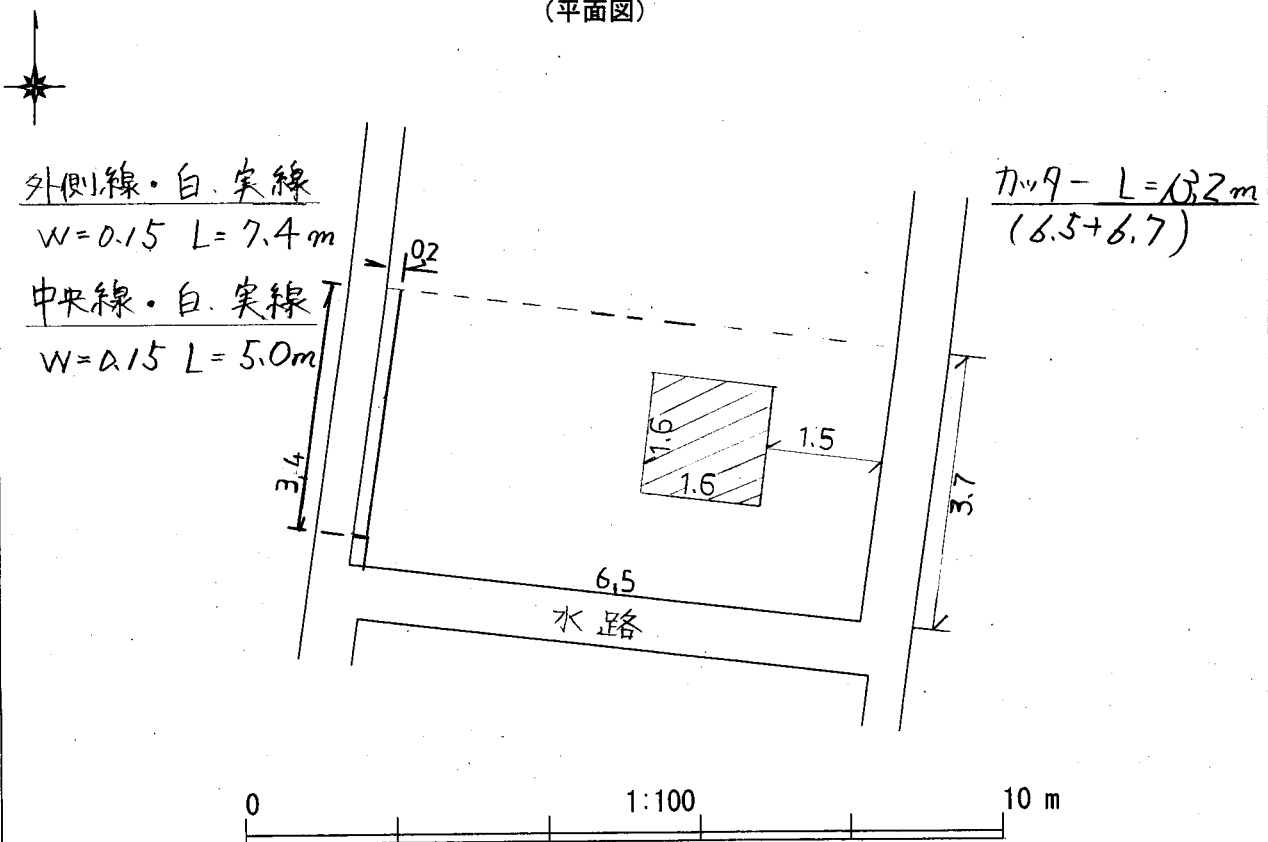 (平面図)
外側線・白.実線
W=0.15 L=7.4m
中央線・白.実線
W=0.15 L=5.0m
カッター L=13.2m
(6.5+6.7)
0.2
3.4
1.6
1.6
1.5
3.7
6.5
水路
0 1:100 10 m